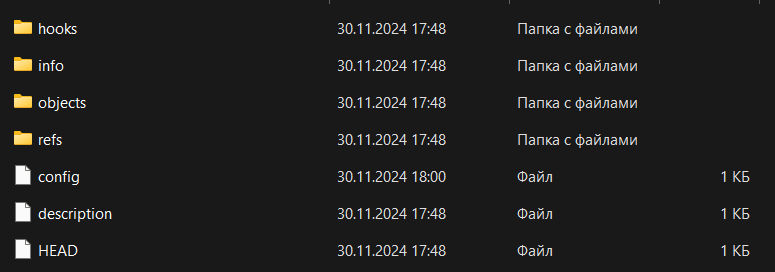 hooks 30.11.2024 17:48 Папка с файлами
info 30.11.2024 17:48 Папка с файлами
objects 30.11.2024 17:48 Папка с файлами
refs 30.11.2024 17:48 Папка с файлами
config 30.11.2024 18:00 Файл 1 КБ
description 30.11.2024 17:48 Файл 1 КБ
HEAD 30.11.2024 17:48 Файл 1 КБ